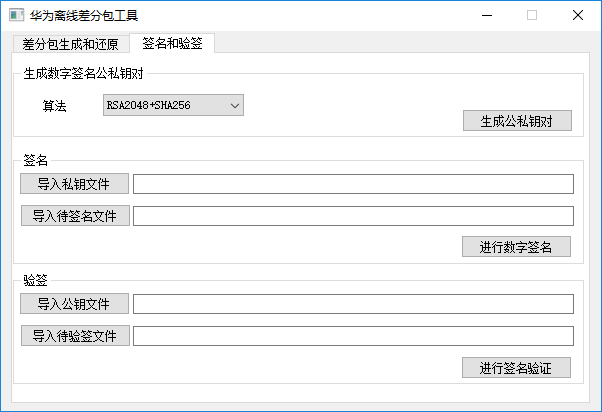 华为离线差分包工具
差分包生成和还原 签名和验签
生成数字签名公私钥对
算法 RSA2048+SHA256
生成公私钥对
签名
导入私钥文件
导入待签名文件
进行数字签名
验签
导入公钥文件
导入待验签文件
进行签名验证